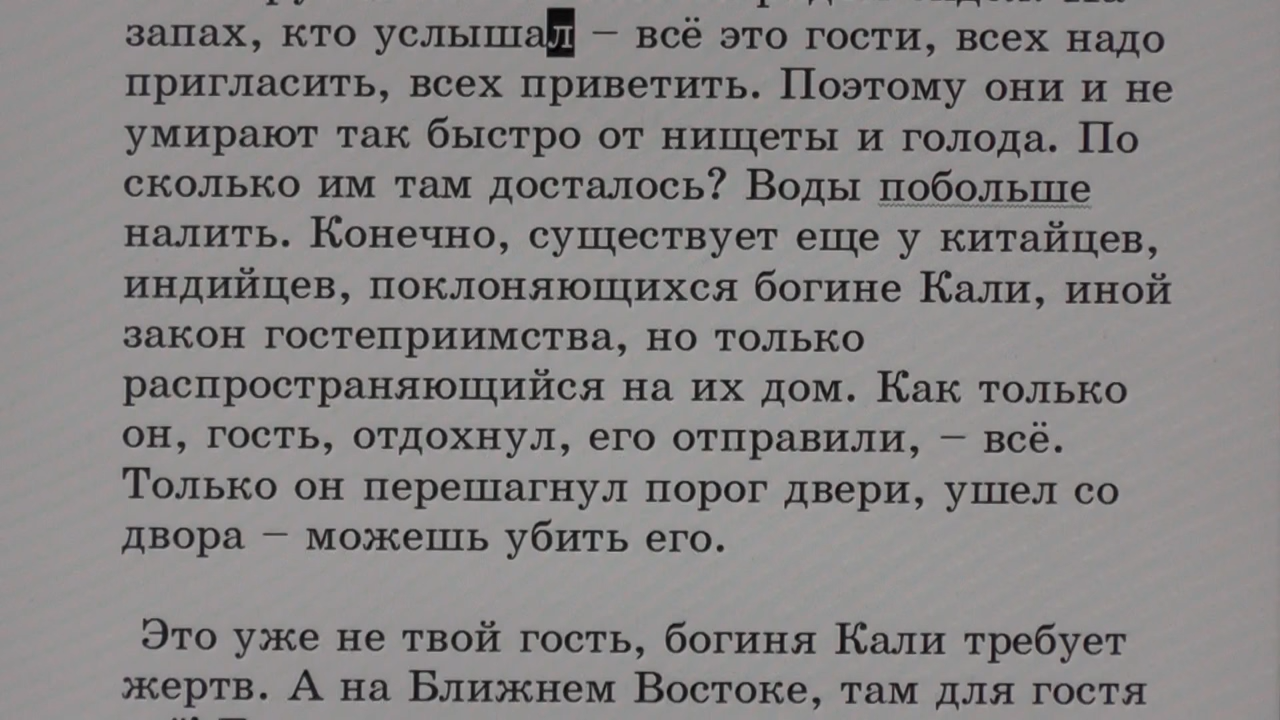 запах, кто услышал – всё это гости, всех надо
пригласить, всех приветить. Поэтому они и не
умирают так быстро от нищеты и голода. По
сколько им там досталось? Воды побольше
налить. Конечно, существует еще у китайцев,
индийцев, поклоняющихся богине Кали, иной
закон гостеприимства, но только
распространяющийся на их дом. Как только
он, гость, отдохнул, его отправили, – всё.
Только он перешагнул порог двери, ушел со
двора – можешь убить его.
Это уже не твой гость, богиня Кали требует
жертв. А на Ближнем Востоке, там для гостя